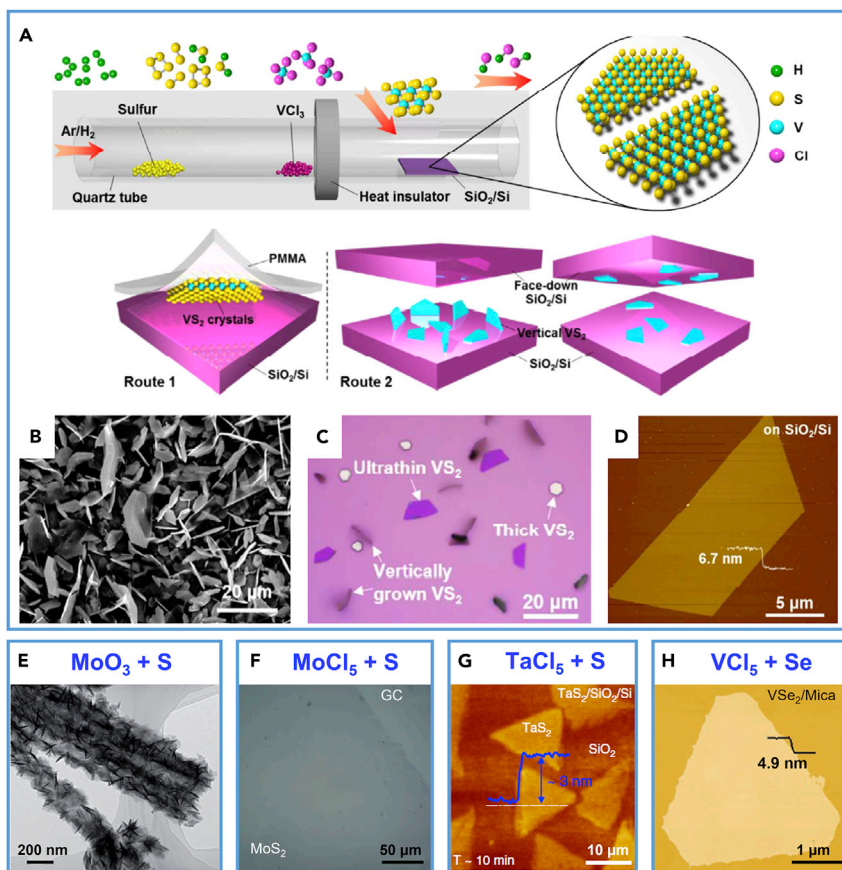 A
H
S
V
Cl
Sulfur
VCl₃
Ar/H₂
Quartz tube
Heat insulator
SiO₂/Si
PMMA
VS₂ crystals
SiO₂/Si
Route 1
Face-down
SiO₂/Si
Vertical VS₂
SiO₂/Si
Route 2
B
20 µm
C
Ultrathin VS₂
Thick VS₂
Vertically
grown VS₂
20 µm
D
on SiO₂/Si
6.7 nm
5 µm
E
MoO₃ + S
200 nm
F
MoCl₅ + S
GC
MoS₂
50 µm
G
TaCl₅ + S
TaS₂/SiO₂/Si
TaS₂
SiO₂
~ 3 nm
T ~ 10 min
10 µm
H
VCl₅ + Se
VSe₂/Mica
4.9 nm
1 µm